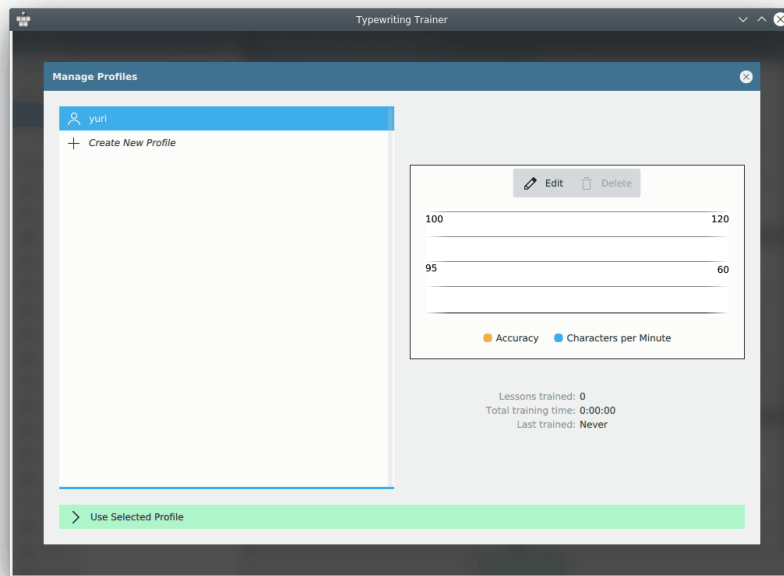 Typewriting Trainer
Manage Profiles
yuri
Create New Profile
Edit Delete
100 120
95 60
Accuracy Characters per Minute
Lessons trained: 0
Total training time: 0:00:00
Last trained: Never
Use Selected Profile